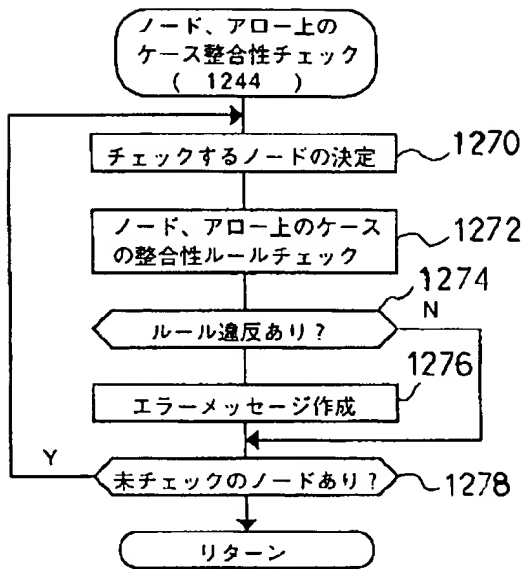 ノード、アロー上の
ケース整合性チェック
( 1244 )
チェックするノードの決定
1270
ノード、アロー上のケース
の整合性ルールチェック
1272
1274
ルール違反あり?
N
1276
エラーメッセージ作成
Y
未チェックのノードあり?
1278
リターン